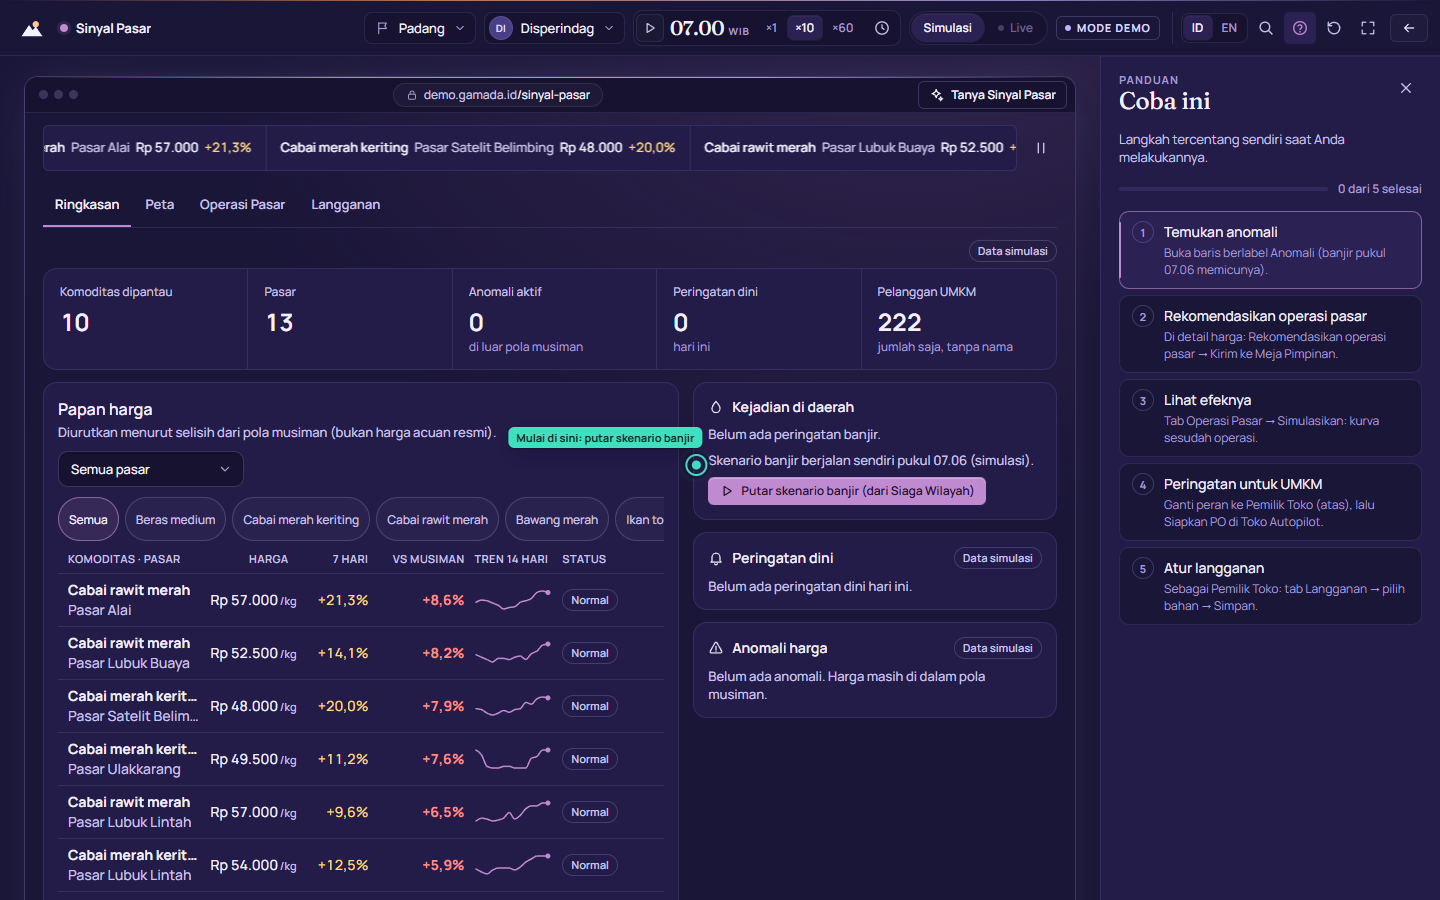 Sinyal Pasar
Padang
DI Disperindag
07.00 WIB
×1 ×10 ×60
Simulasi Live
MODE DEMO
ID EN
demo.gamada.id/sinyal-pasar
Tanya Sinyal Pasar
rah Pasar Alai Rp 57.000 +21,3%
Cabai merah keriting Pasar Satelit Belimbing Rp 48.000 +20,0%
Cabai rawit merah Pasar Lubuk Buaya Rp 52.500 +
Ringkasan Peta Operasi Pasar Langganan
Data simulasi
Komoditas dipantau
10
Pasar
13
Anomali aktif
0
di luar pola musiman
Peringatan dini
0
hari ini
Pelanggan UMKM
222
jumlah saja, tanpa nama
Papan harga
Diurutkan menurut selisih dari pola musiman (bukan harga acuan resmi).
Semua pasar
Semua Beras medium Cabai merah keriting Cabai rawit merah Bawang merah Ikan to
KOMODITAS · PASAR HARGA 7 HARI VS MUSIMAN TREN 14 HARI STATUS
Cabai rawit merah
Pasar Alai
Rp 57.000 /kg +21,3% +8,6% Normal
Cabai rawit merah
Pasar Lubuk Buaya
Rp 52.500 /kg +14,1% +8,2% Normal
Cabai merah kerit...
Pasar Satelit Belim...
Rp 48.000 /kg +20,0% +7,9% Normal
Cabai merah kerit...
Pasar Ulakkarang
Rp 49.500 /kg +11,2% +7,6% Normal
Cabai rawit merah
Pasar Lubuk Lintah
Rp 57.000 /kg +9,6% +6,5% Normal
Cabai merah kerit...
Pasar Lubuk Lintah
Rp 54.000 /kg +12,5% +5,9% Normal
Mulai di sini: putar skenario banjir
Kejadian di daerah
Belum ada peringatan banjir.
Skenario banjir berjalan sendiri pukul 07.06 (simulasi).
Putar skenario banjir (dari Siaga Wilayah)
Peringatan dini
Data simulasi
Belum ada peringatan dini hari ini.
Anomali harga
Data simulasi
Belum ada anomali. Harga masih di dalam pola
musiman.
PANDUAN
Coba ini
Langkah tercentang sendiri saat Anda
melakukannya.
0 dari 5 selesai
1 Temukan anomali
Buka baris berlabel Anomali (banjir pukul
07.06 memicunya).
2 Rekomendasikan operasi pasar
Di detail harga: Rekomendasikan operasi
pasar → Kirim ke Meja Pimpinan.
3 Lihat efeknya
Tab Operasi Pasar → Simulasikan: kurva
sesudah operasi.
4 Peringatan untuk UMKM
Ganti peran ke Pemilik Toko (atas), lalu
Siapkan PO di Toko Autopilot.
5 Atur langganan
Sebagai Pemilik Toko: tab Langganan → pilih
bahan → Simpan.